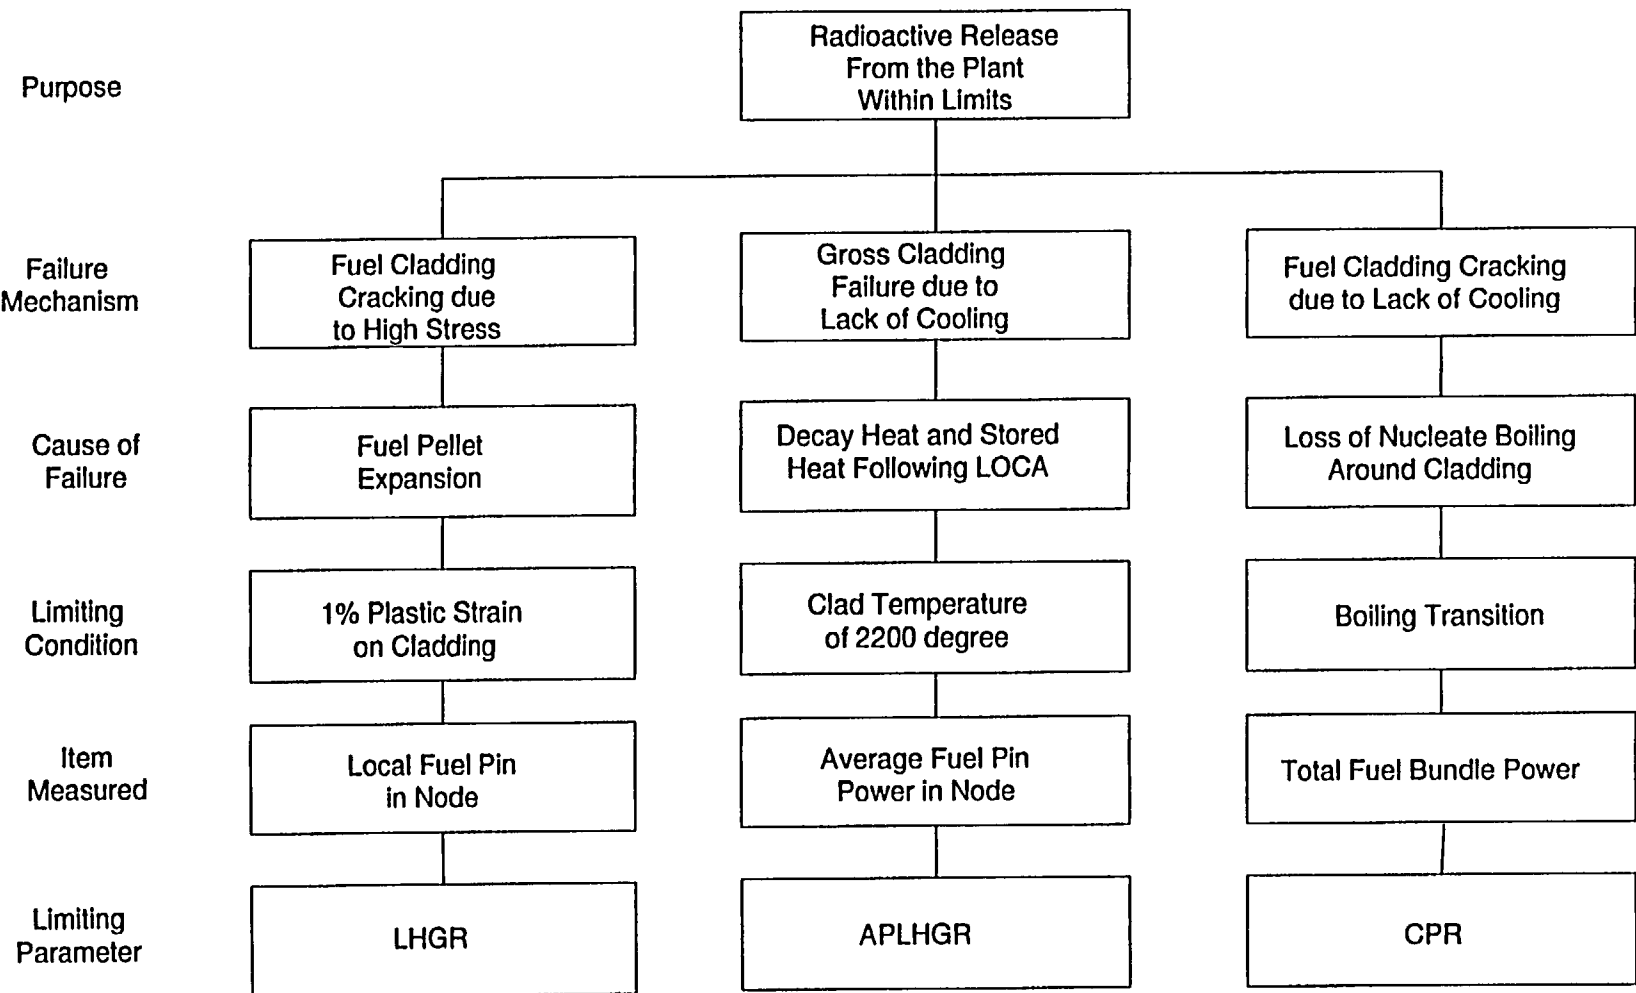 Purpose
Radioactive Release
From the Plant
Within Limits
Failure
Mechanism
Fuel Cladding
Cracking due
to High Stress
Gross Cladding
Failure due to
Lack of Cooling
Fuel Cladding Cracking
due to Lack of Cooling
Cause of
Failure
Fuel Pellet
Expansion
Decay Heat and Stored
Heat Following LOCA
Loss of Nucleate Boiling
Around Cladding
Limiting
Condition
1% Plastic Strain
on Cladding
Clad Temperature
of 2200 degree
Boiling Transition
Item
Measured
Local Fuel Pin
in Node
Average Fuel Pin
Power in Node
Total Fuel Bundle Power
Limiting
Parameter
LHGR
APLHGR
CPR